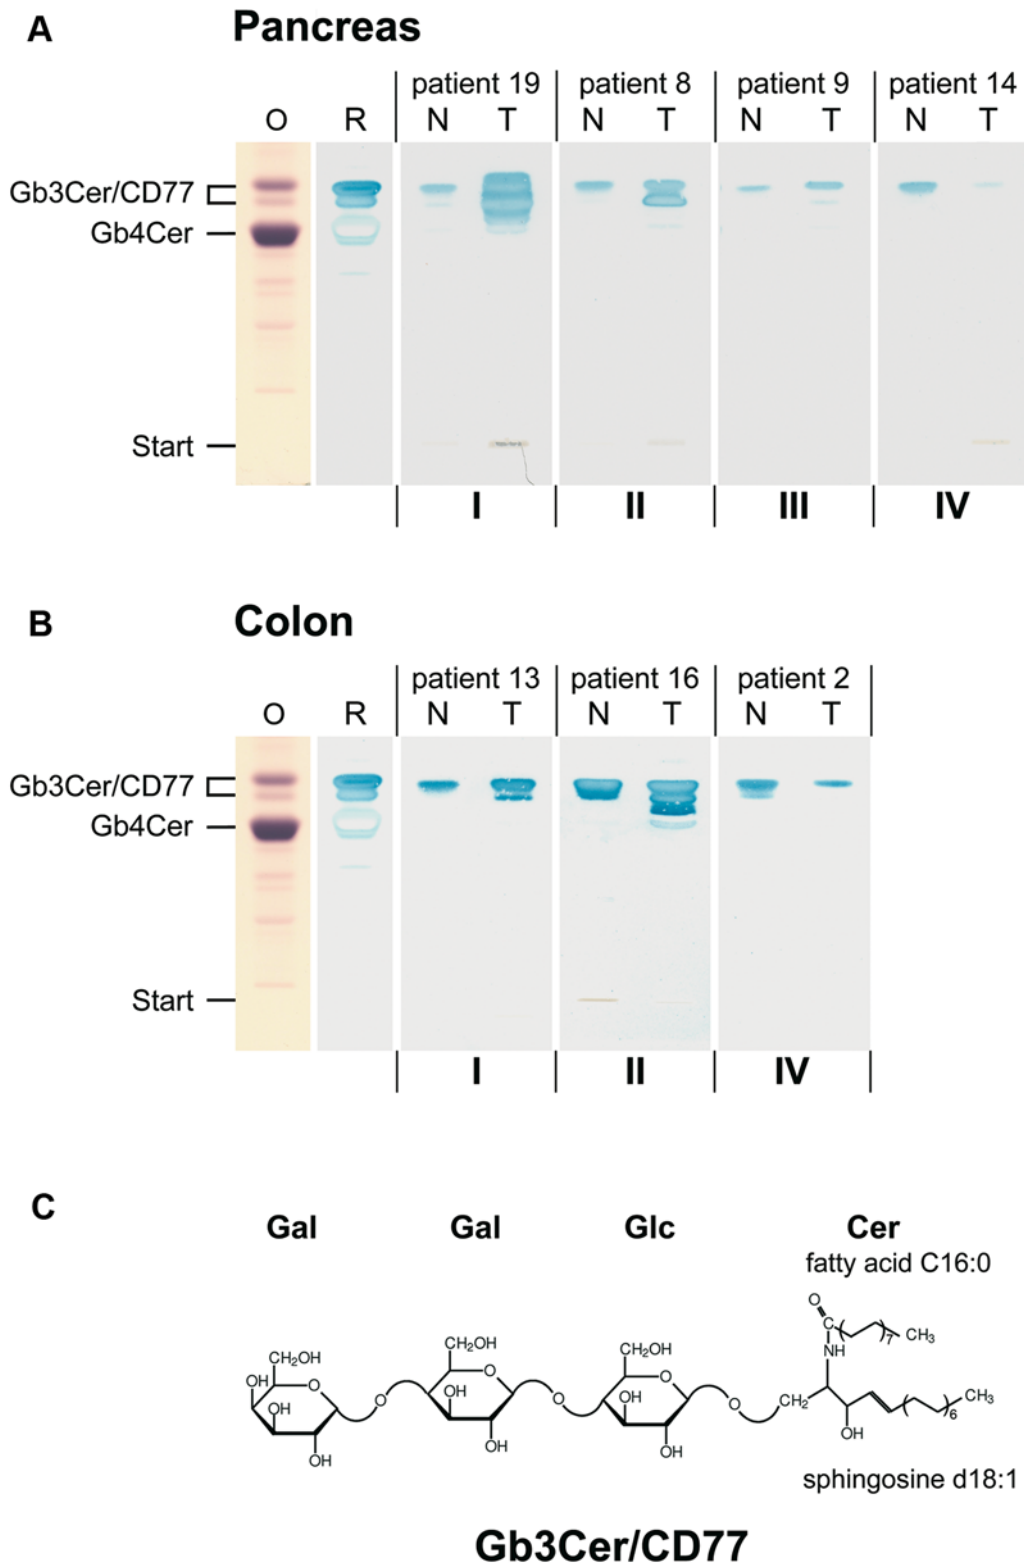 A Pancreas
patient 19 patient 8 patient 9 patient 14
O R N T N T N T N T
Gb3Cer/CD77
Gb4Cer
Start
I II III IV
B Colon
patient 13 patient 16 patient 2
O R N T N T N T
Gb3Cer/CD77
Gb4Cer
Start
I II IV
C
Gal Gal Glc Cer
fatty acid C16:0
O
C 7 CH3
NH
CH2OH CH2OH CH2OH
OH O O O
OH OH OH
O O O CH2 6 CH3
OH OH OH OH
sphingosine d18:1
Gb3Cer/CD77